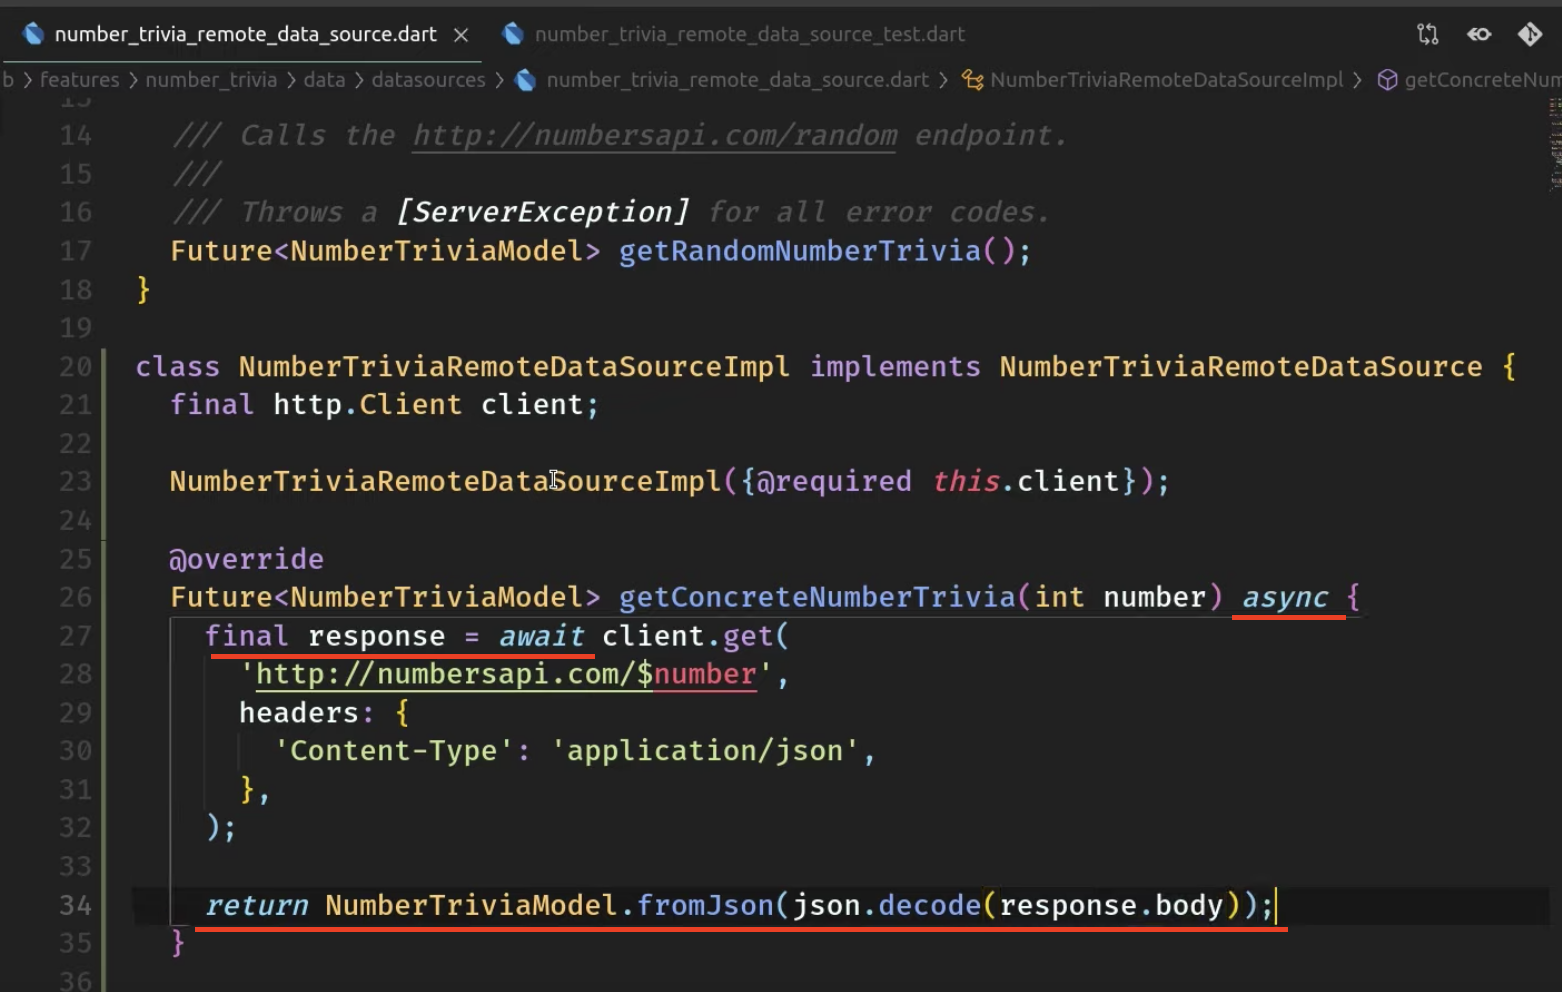 number_trivia_remote_data_source.dart
number_trivia_remote_data_source_test.dart
b > features > number_trivia > data > datasources > number_trivia_remote_data_source.dart > NumberTriviaRemoteDataSourceImpl > getConcreteNum
13
14 /// Calls the http://numbersapi.com/random endpoint.
15 ///
16 /// Throws a [ServerException] for all error codes.
17 Future<NumberTriviaModel> getRandomNumberTrivia();
18 }
19
20 class NumberTriviaRemoteDataSourceImpl implements NumberTriviaRemoteDataSource {
21 final http.Client client;
22
23 NumberTriviaRemoteDataSourceImpl({@required this.client});
24
25 @override
26 Future<NumberTriviaModel> getConcreteNumberTrivia(int number) async {
27 final response = await client.get(
28 'http://numbersapi.com/$number',
29 headers: {
30 'Content-Type': 'application/json',
31 },
32 );
33
34 return NumberTriviaModel.fromJson(json.decode(response.body));
35 }
36